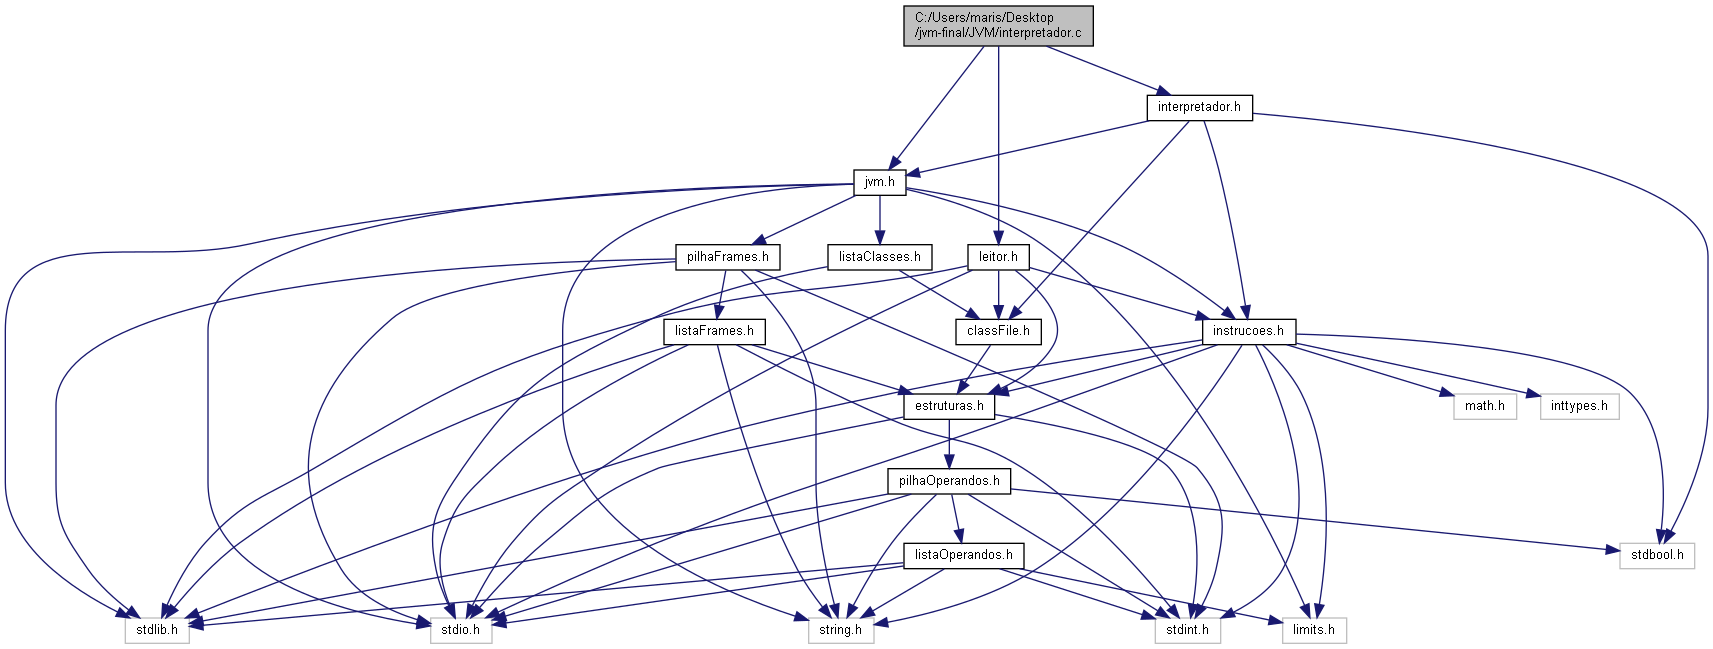 C:/Users/maris/Desktop
/jvm-final/JVM/interpretador.c
interpretador.h
jvm.h
pilhaFrames.h
listaClasses.h
leitor.h
listaFrames.h
classFile.h
instrucoes.h
estruturas.h
math.h
inttypes.h
pilhaOperandos.h
listaOperandos.h
stdbool.h
stdlib.h
stdio.h
string.h
stdint.h
limits.h